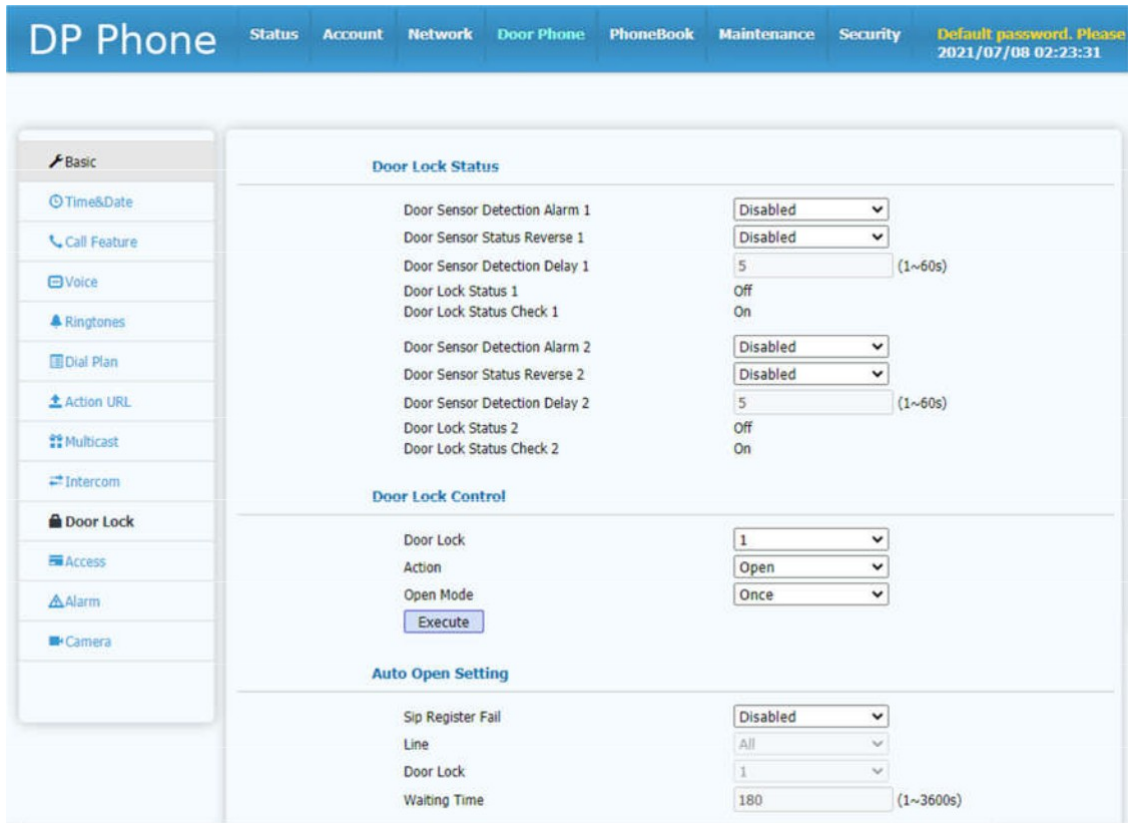 DP Phone
Status Account Network Door Phone PhoneBook Maintenance Security Default password. Please
2021/07/08 02:23:31
Basic
Time&Date
Call Feature
Voice
Ringtones
Dial Plan
Action URL
Multicast
Intercom
Door Lock
Access
Alarm
Camera
Door Lock Status
Door Sensor Detection Alarm 1 Disabled
Door Sensor Status Reverse 1 Disabled
Door Sensor Detection Delay 1 5 (1~60s)
Door Lock Status 1 Off
Door Lock Status Check 1 On
Door Sensor Detection Alarm 2 Disabled
Door Sensor Status Reverse 2 Disabled
Door Sensor Detection Delay 2 5 (1~60s)
Door Lock Status 2 Off
Door Lock Status Check 2 On
Door Lock Control
Door Lock 1
Action Open
Open Mode Once
Execute
Auto Open Setting
Sip Register Fail Disabled
Line All
Door Lock 1
Waiting Time 180 (1~3600s)